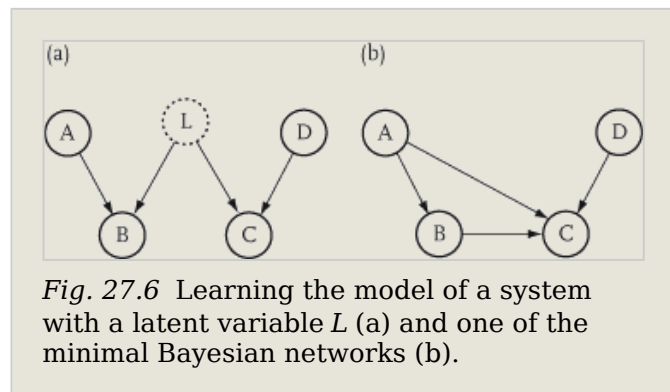 (a) (b)
A L D A D
B C B C
Fig. 27.6 Learning the model of a system
with a latent variable L (a) and one of the
minimal Bayesian networks (b).